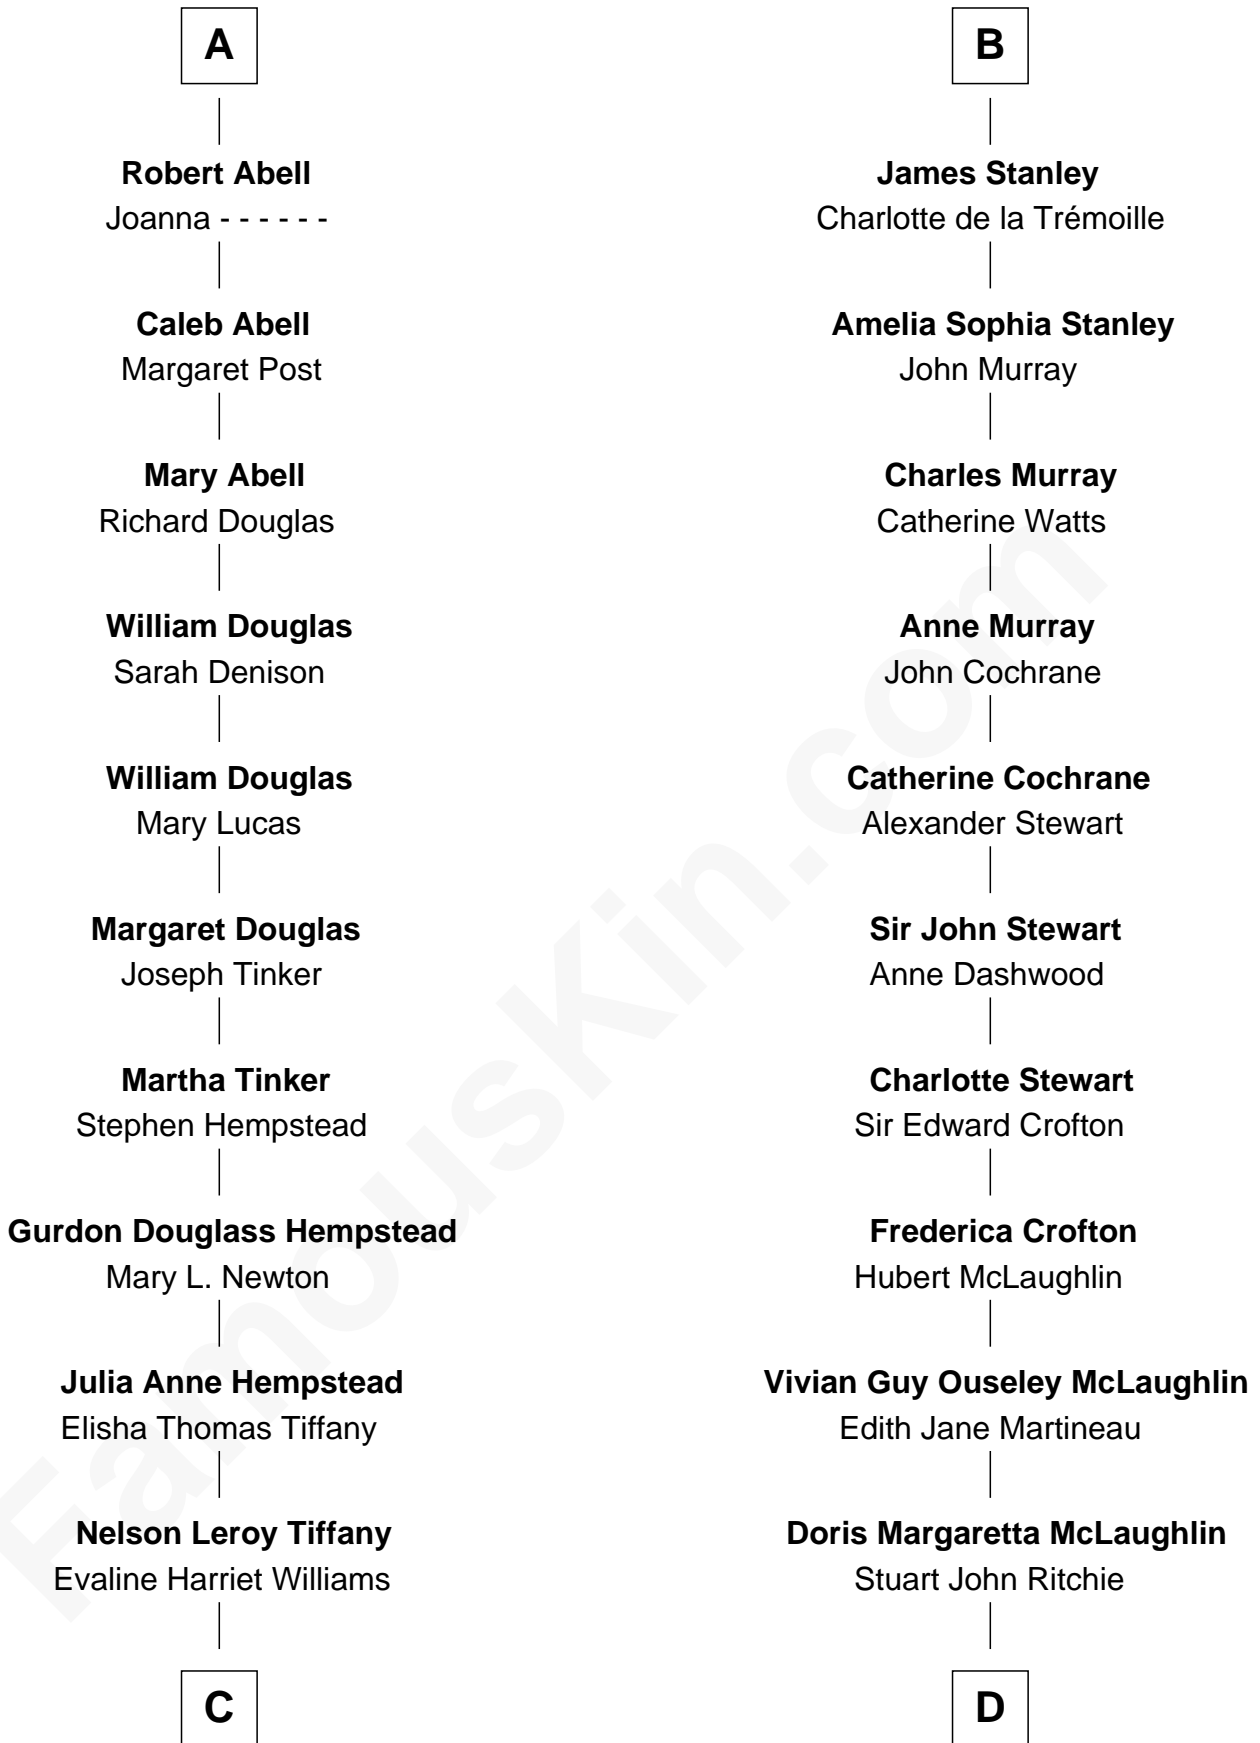 A
Robert Abell
Joanna - - - - - -
Caleb Abell
Margaret Post
Mary Abell
Richard Douglas
William Douglas
Sarah Denison
William Douglas
Mary Lucas
Margaret Douglas
Joseph Tinker
Martha Tinker
Stephen Hempstead
Gurdon Douglass Hempstead
Mary L. Newton
Julia Anne Hempstead
Elisha Thomas Tiffany
Nelson Leroy Tiffany
Evaline Harriet Williams
C
B
James Stanley
Charlotte de la Trémoille
Amelia Sophia Stanley
John Murray
Charles Murray
Catherine Watts
Anne Murray
John Cochrane
Catherine Cochrane
Alexander Stewart
Sir John Stewart
Anne Dashwood
Charlotte Stewart
Sir Edward Crofton
Frederica Crofton
Hubert McLaughlin
Vivian Guy Ouseley McLaughlin
Edith Jane Martineau
Doris Margaretta McLaughlin
Stuart John Ritchie
D
FamousKin.com